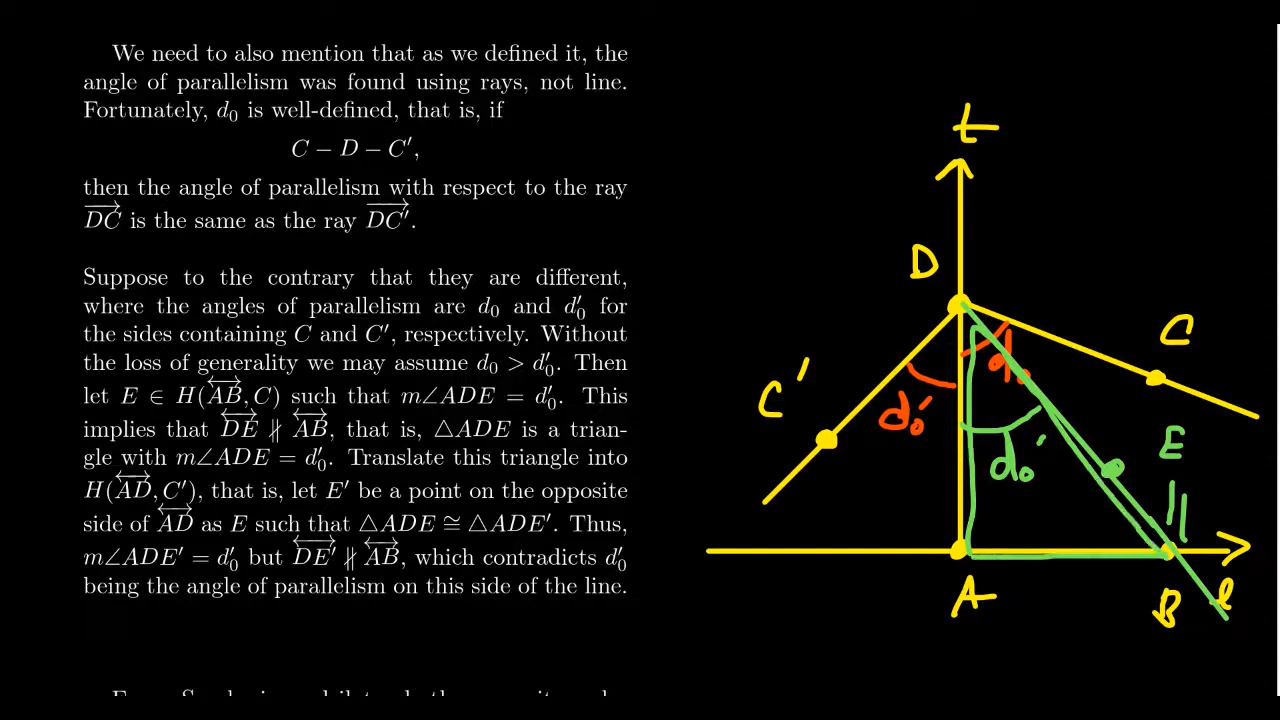 We need to also mention that as we defined it, the
angle of parallelism was found using rays, not line.
Fortunately, d₀ is well-defined, that is, if
C − D − C′,
then the angle of parallelism with respect to the ray
D͞C⃗ is the same as the ray D͞C⃗′.
Suppose to the contrary that they are different,
where the angles of parallelism are d₀ and d′₀ for
the sides containing C and C′, respectively. Without
the loss of generality we may assume d₀ > d′₀. Then
let E ∈ H(AB↔, C) such that m∠ADE = d′₀. This
implies that DE↔ ∦ AB↔, that is, △ADE is a trian-
gle with m∠ADE = d′₀. Translate this triangle into
H(AD↔, C′), that is, let E′ be a point on the opposite
side of AD↔ as E such that △ADE ≅ △ADE′. Thus,
m∠ADE′ = d′₀ but DE′↔ ∦ AB↔, which contradicts d′₀
being the angle of parallelism on this side of the line.
t
D
C
C′
d₀
d₀′
d₀′
E
||
A
B
l